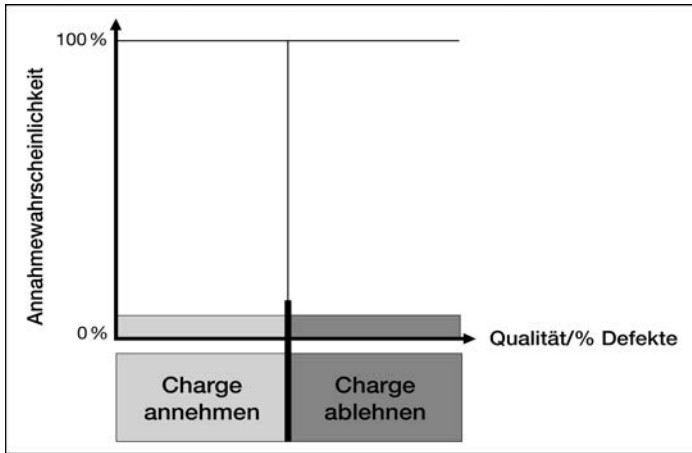 100 %
Annahmewahrscheinlichkeit
0 %
Qualität/% Defekte
Charge
annehmen
Charge
ablehnen